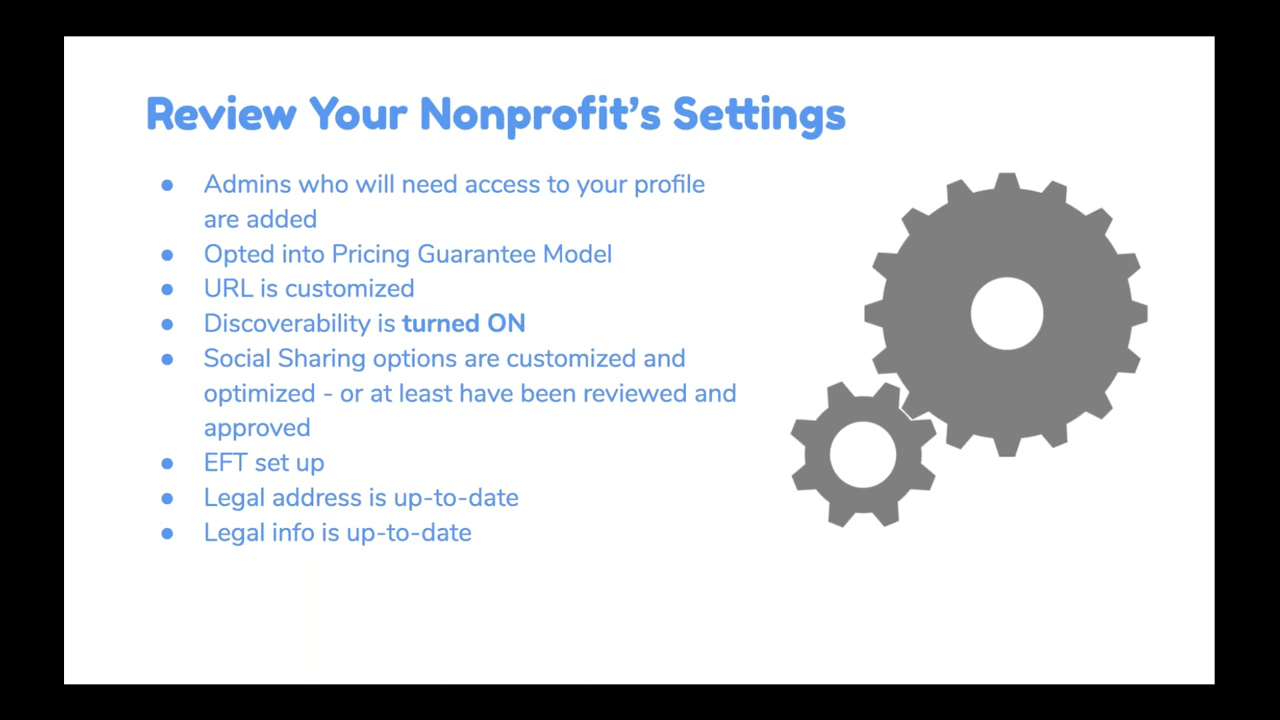 Review Your Nonprofit’s Settings
● Admins who will need access to your profile
are added
● Opted into Pricing Guarantee Model
● URL is customized
● Discoverability is turned ON
● Social Sharing options are customized and
optimized - or at least have been reviewed and
approved
● EFT set up
● Legal address is up-to-date
● Legal info is up-to-date